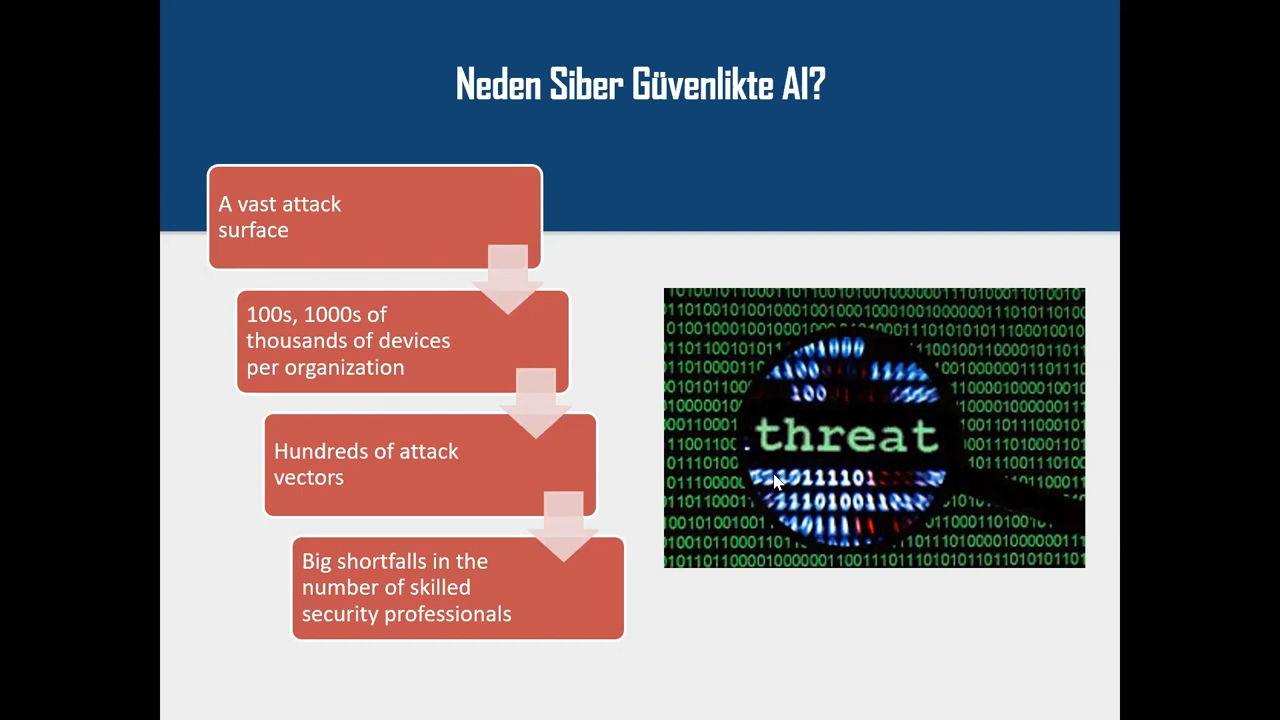 Neden Siber Güvenlikte AI?
A vast attack
surface
100s, 1000s of
thousands of devices
per organization
Hundreds of attack
vectors
Big shortfalls in the
number of skilled
security professionals
threat